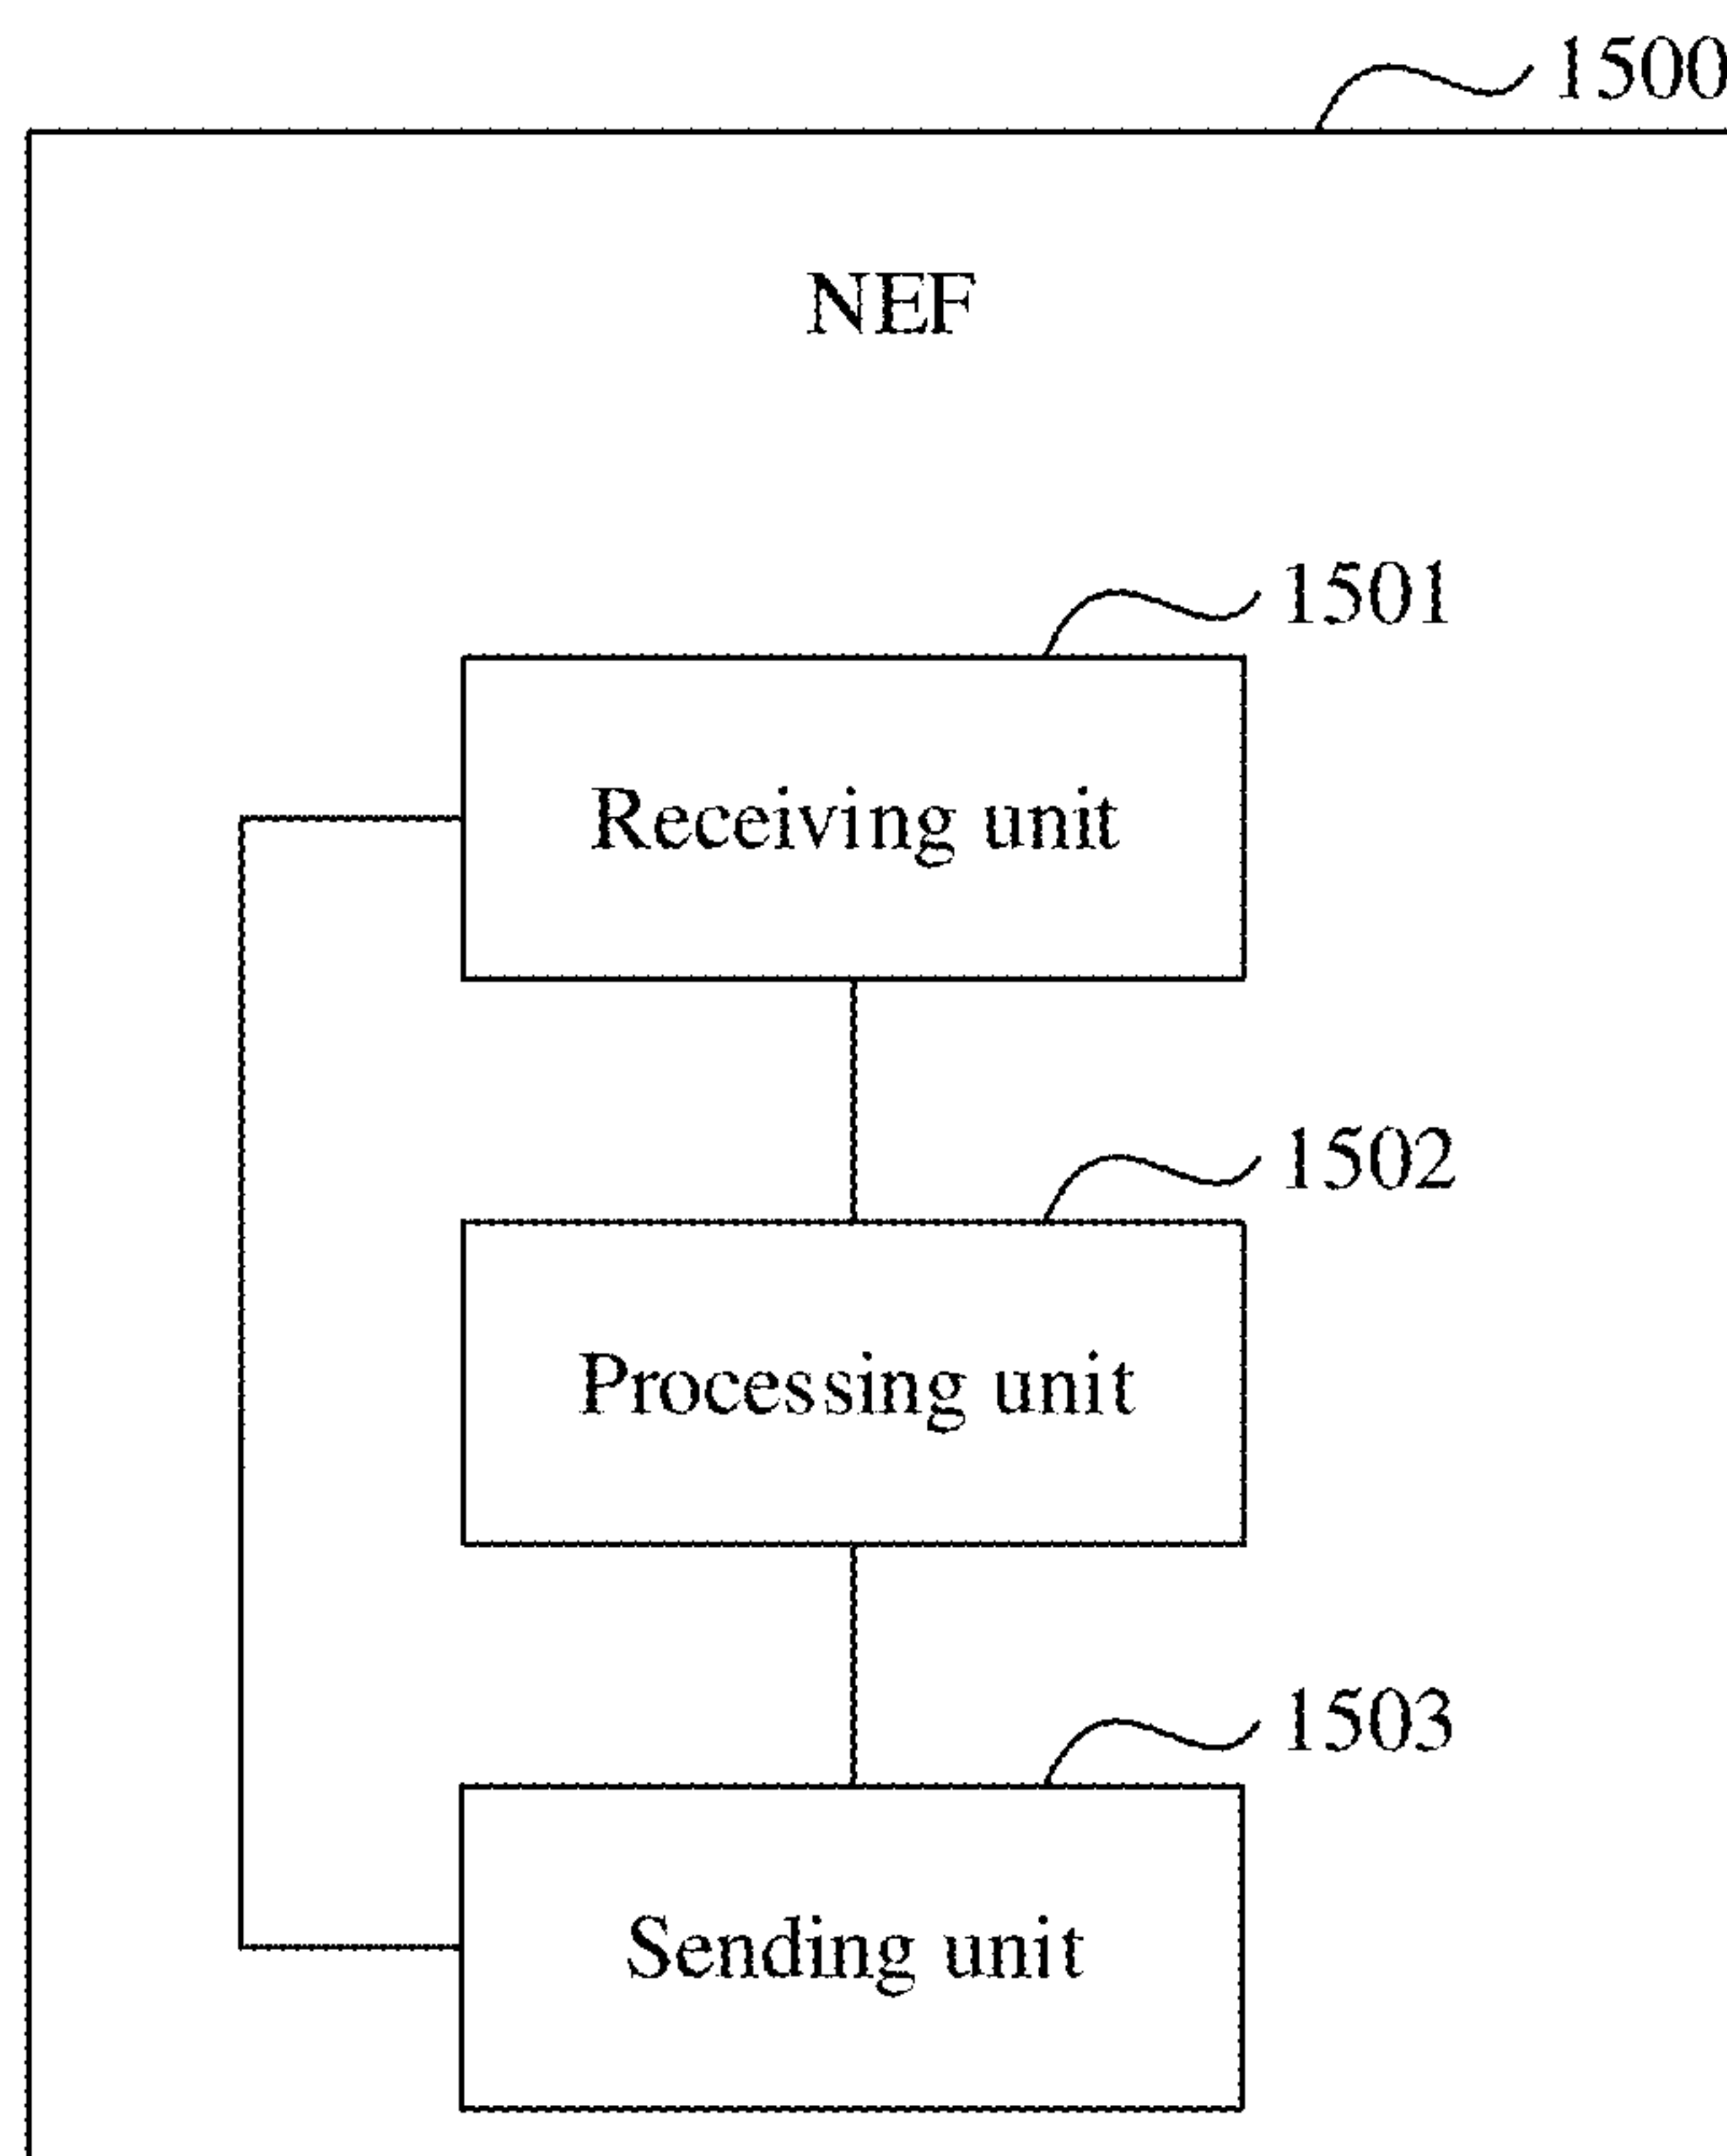 1500
NEF
1501
Receiving unit
1502
Processing unit
1503
Sending unit